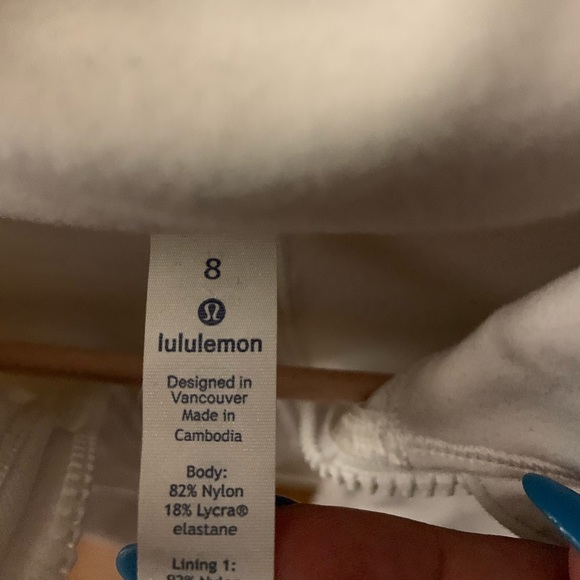 8
lululemon
Designed in
Vancouver
Made in
Cambodia
Body:
82% Nylon
18% Lycra®
elastane
Lining 1: